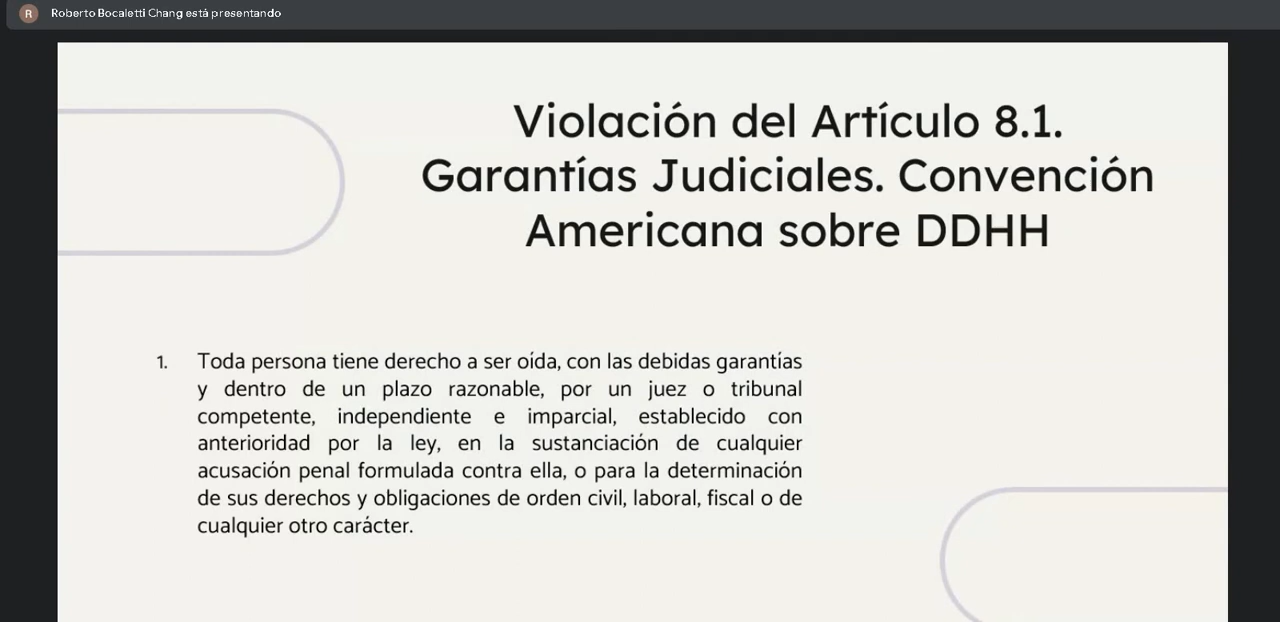 R Roberto Bocaletti Chang está presentando
Violación del Artículo 8.1.
Garantías Judiciales. Convención
Americana sobre DDHH
1. Toda persona tiene derecho a ser oída, con las debidas garantías
y dentro de un plazo razonable, por un juez o tribunal
competente, independiente e imparcial, establecido con
anterioridad por la ley, en la sustanciación de cualquier
acusación penal formulada contra ella, o para la determinación
de sus derechos y obligaciones de orden civil, laboral, fiscal o de
cualquier otro carácter.